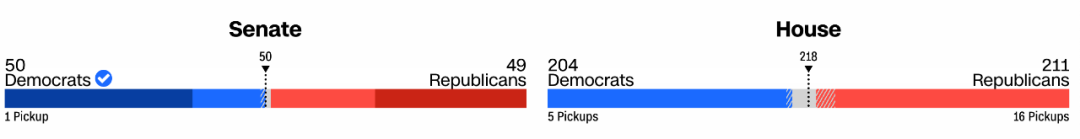 Senate
50
50
49
Democrats
Republicans
1 Pickup
House
218
204
211
Democrats
Republicans
5 Pickups
16 Pickups